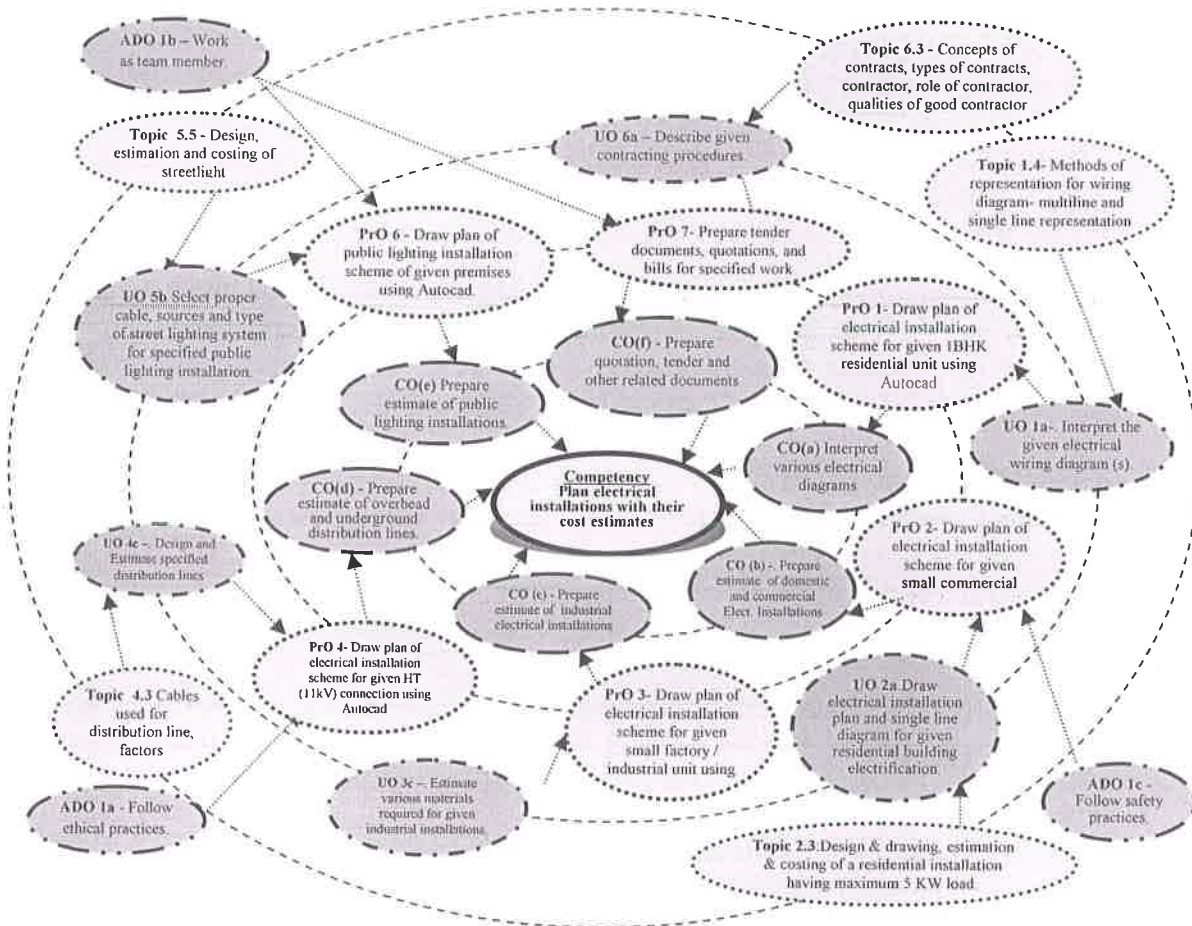 ADO 1b – Work
as team member.
Topic 6.3 - Concepts of
contracts, types of contracts,
contractor, role of contractor,
qualities of good contractor
Topic 5.5 - Design,
estimation and costing of
streetlight
UO 6a – Describe given
contracting procedures.
Topic 1.4- Methods of
representation for wiring
diagram- multiline and
single line representation
PrO 6 - Draw plan of
public lighting installation
scheme of given premises
using Autocad.
PrO 7- Prepare tender
documents, quotations, and
bills for specified work
UO 5b Select proper
cable, sources and type
of street lighting system
for specified public
lighting installation.
PrO 1- Draw plan of
electrical installation
scheme for given 1BHK
residential unit using
Autocad
CO(f) - Prepare
quotation, tender and
other related documents
CO(e) Prepare
estimate of public
lighting installations.
UO 1a-. Interpret the
given electrical
wiring diagram (s).
CO(a) Interpret
various electrical
diagrams
Competency
Plan electrical
installations with their
cost estimates
CO(d) - Prepare
estimate of overhead
and underground
distribution lines.
PrO 2- Draw plan of
electrical installation
scheme for given
small commercial
UO 4c –. Design and
Estimate specified
distribution lines
CO (b) -. Prepare
estimate of domestic
and commercial
Elect. Installations
CO (c) - Prepare
estimate of industrial
electrical installations
PrO 4- Draw plan of
electrical installation
scheme for given HT
(11kV) connection using
Autocad
PrO 3- Draw plan of
electrical installation
scheme for given
small factory /
industrial unit using
UO 2a Draw
electrical installation
plan and single line
diagram for given
residential building
electrification.
Topic 4.3 Cables
used for
distribution line,
factors
UO 3c –. Estimate
various materials
required for given
industrial installations.
ADO 1a - Follow
ethical practices.
ADO 1c -
Follow safety
practices.
Topic 2.3.Design & drawing, estimation
& costing of a residential installation
having maximum 5 KW load